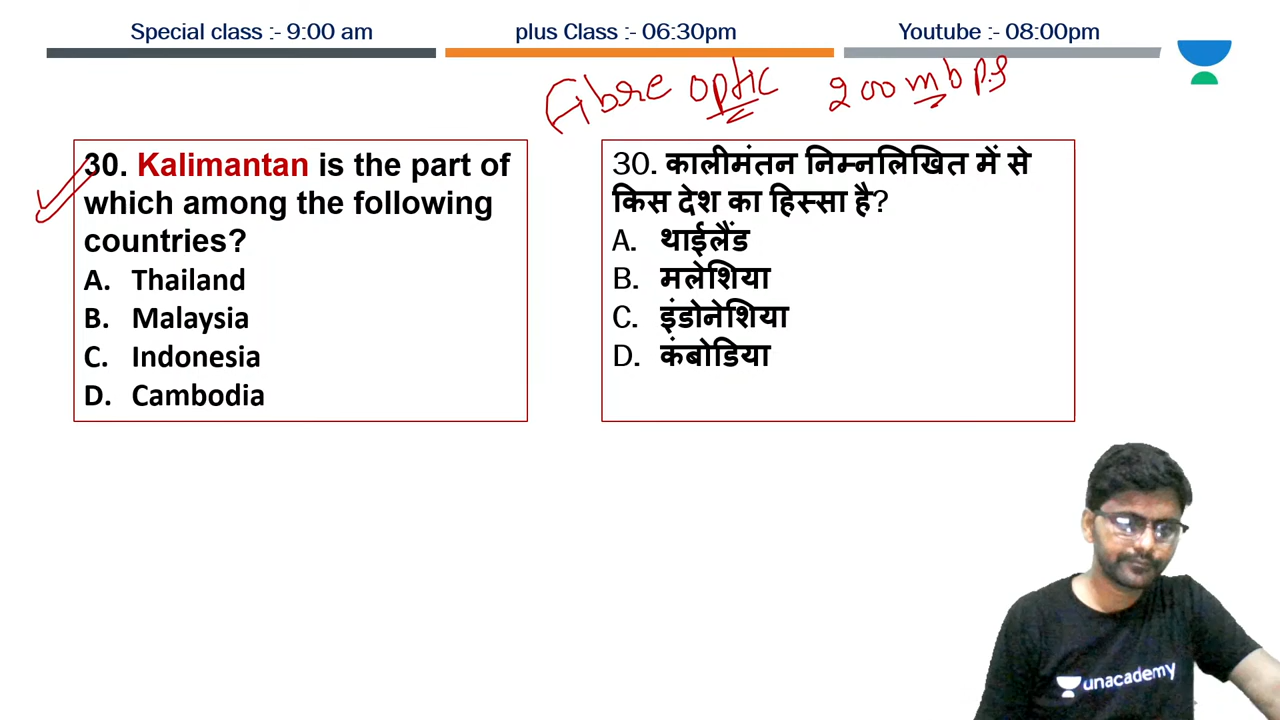 Special class :- 9:00 am
plus Class :- 06:30pm
Youtube :- 08:00pm
Fibre optic 200 mbps
30. Kalimantan is the part of
which among the following
countries?
A. Thailand
B. Malaysia
C. Indonesia
D. Cambodia
30. कालीमंतन निम्नलिखित में से
किस देश का हिस्सा है?
A. थाईलैंड
B. मलेशिया
C. इंडोनेशिया
D. कंबोडिया
unacademy